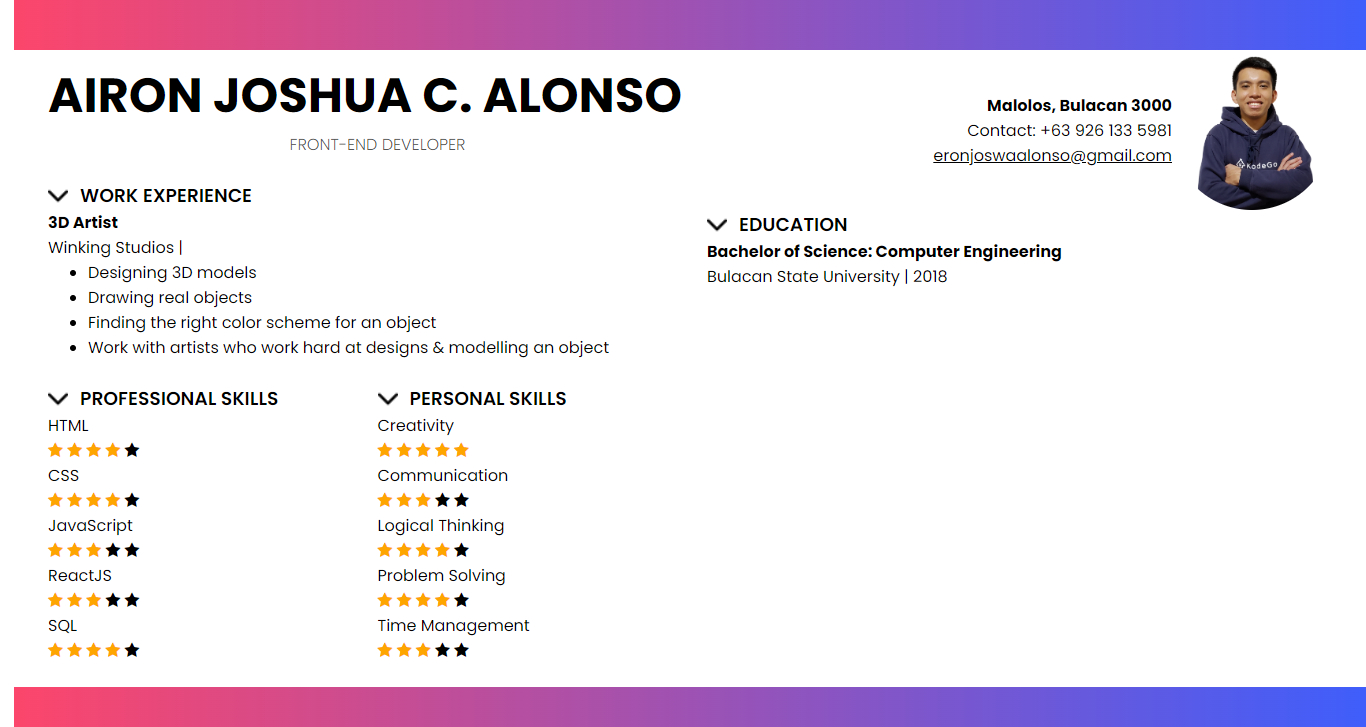 AIRON JOSHUA C. ALONSO
FRONT-END DEVELOPER
Malolos, Bulacan 3000
Contact: +63 926 133 5981
eronjoswaalonso@gmail.com
KodeGo
WORK EXPERIENCE
3D Artist
Winking Studios |
Designing 3D models
Drawing real objects
Finding the right color scheme for an object
Work with artists who work hard at designs & modelling an object
EDUCATION
Bachelor of Science: Computer Engineering
Bulacan State University | 2018
PROFESSIONAL SKILLS
HTML
CSS
JavaScript
ReactJS
SQL
PERSONAL SKILLS
Creativity
Communication
Logical Thinking
Problem Solving
Time Management